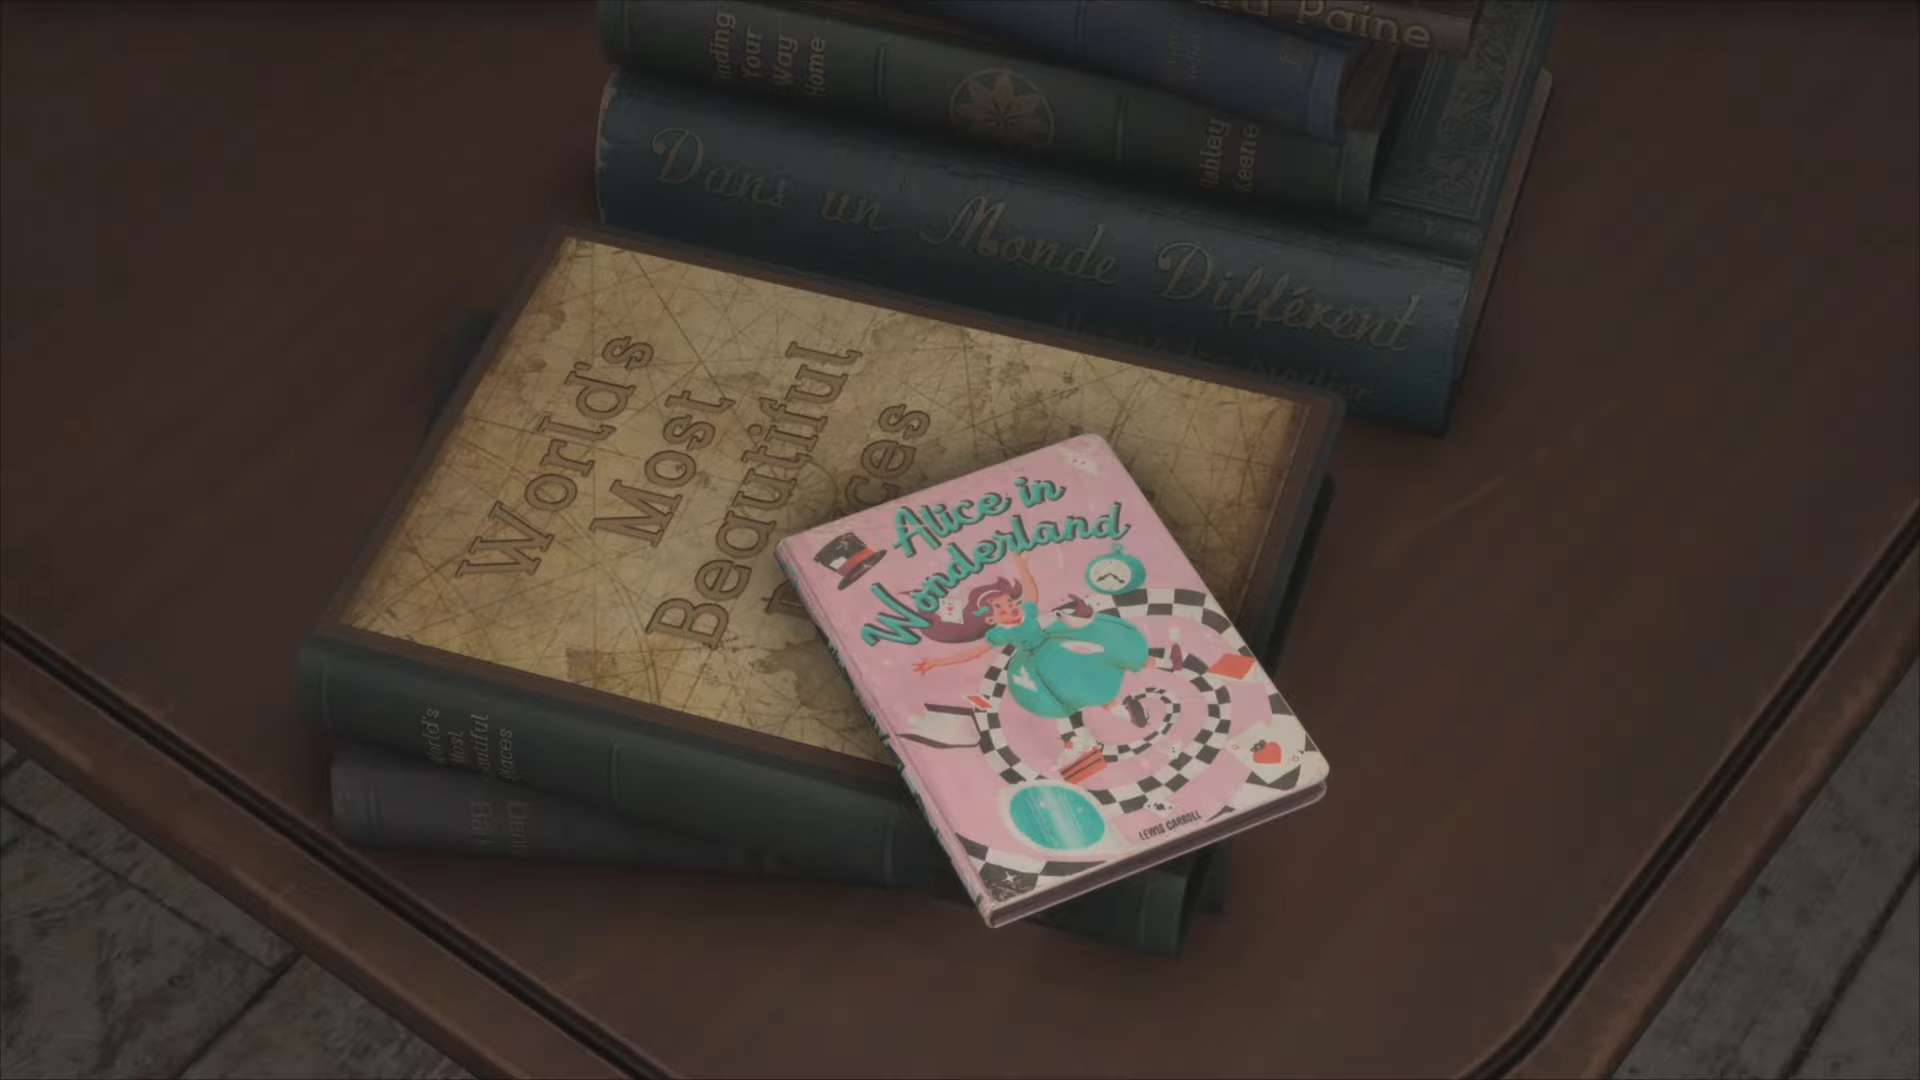 Paine
Your
Way
Home
Ashley
Keene
Dans un Monde Différent
World's
Most
Beautiful
Alice in
Wonderland
LEWIS CARROLL
World's
Most
Beautiful
Places